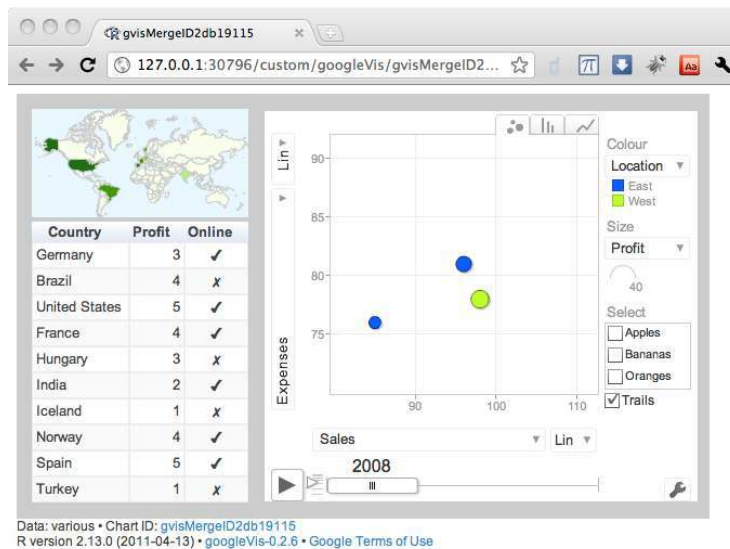 gvisMergeID2db19115
127.0.0.1:30796/custom/googleVis/gvisMergeID2...
Country Profit Online
Germany 3 ✓
Brazil 4 x
United States 5 ✓
France 4 ✓
Hungary 3 x
India 2 ✓
Iceland 1 x
Norway 4 ✓
Spain 5 ✓
Turkey 1 x
Lin
Expenses
90
85
80
75
90 100 110
Sales Lin
2008
Colour
Location
East
West
Size
Profit
40
Select
Apples
Bananas
Oranges
Trails
Data: various • Chart ID: gvisMergeID2db19115
R version 2.13.0 (2011-04-13) • googleVis-0.2.6 • Google Terms of Use